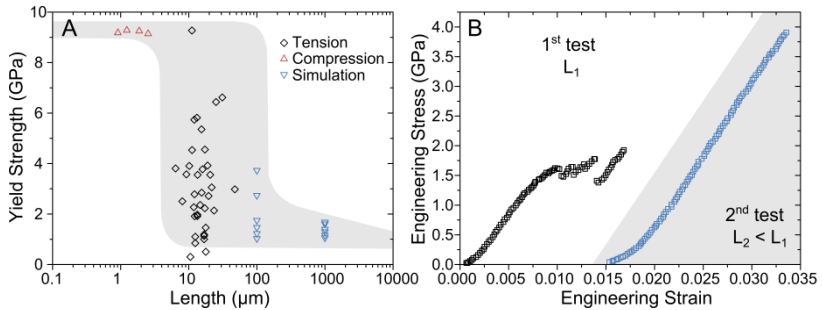 A
Tension
Compression
Simulation
Yield Strength (GPa)
10
8
6
4
2
0
0.1
1
10
100
1000
10000
Length (µm)
B
1st test
L1
2nd test
L2 < L1
Engineering Stress (GPa)
4.0
3.5
3.0
2.5
2.0
1.5
1.0
0.5
0.0
0.000
0.005
0.010
0.015
0.020
0.025
0.030
0.035
Engineering Strain